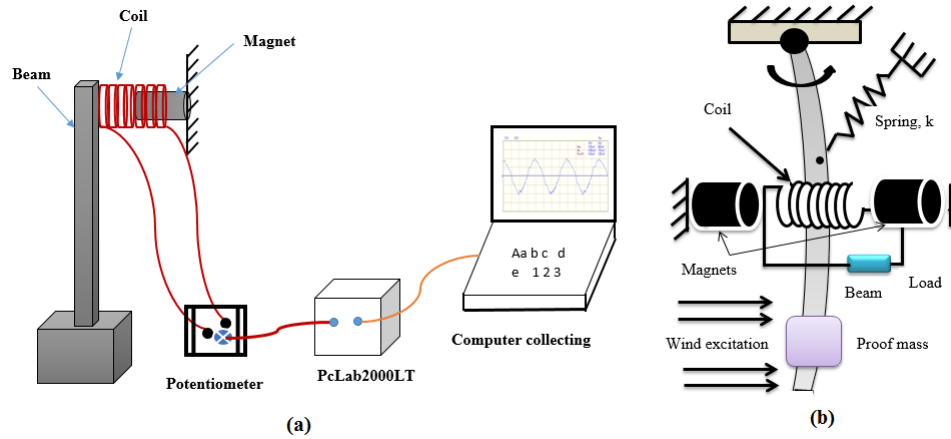 Coil
Magnet
Beam
Aa b c d
e 1 2 3
Computer collecting
Potentiometer
PcLab2000LT
(a)
Coil
Spring, k
Magnets
Beam
Load
Wind excitation
Proof mass
(b)